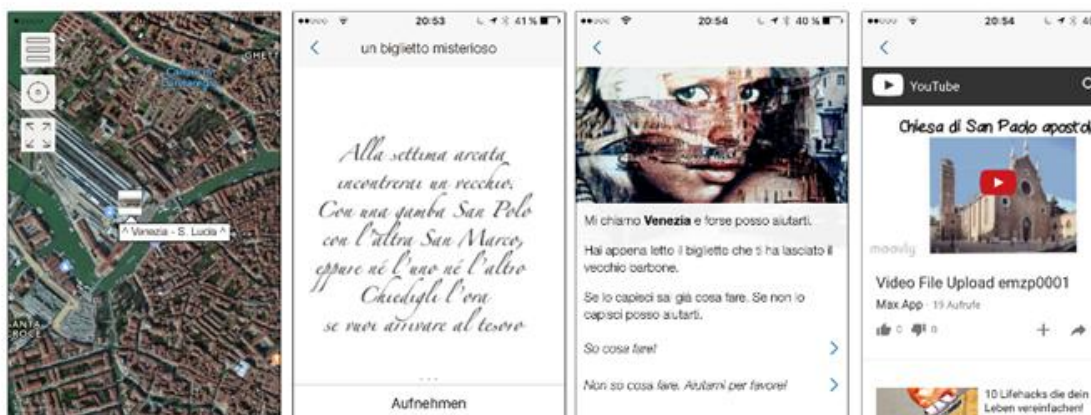 GHETT
Canale di
Cannaregio
^ Venezia - S. Lucia ^
SANTA
CROCE
20:53
41 %
un biglietto misterioso
Alla settima arcata
incontrerai un vecchio.
Con una gamba San Polo
con l'altra San Marco,
eppure né l'uno né l'altro
Chiedigli l'ora
se vuoi arrivare al tesoro
...
Aufnehmen
20:54
40 %
Mi chiamo Venezia e forse posso aiutarti.
Hai appena letto il biglietto che ti ha lasciato il
vecchio barbone.
Se lo capisci sai già cosa fare. Se non lo
capisci posso aiutarti.
So cosa fare!
Non so cosa fare. Aiutami per favore!
20:54
YouTube
Chiesa di San Paolo apostol
moovly
Video File Upload emzp0001
Max App · 19 Aufrufe
0
0
10 Lifehacks die dein
Leben vereinfachen!